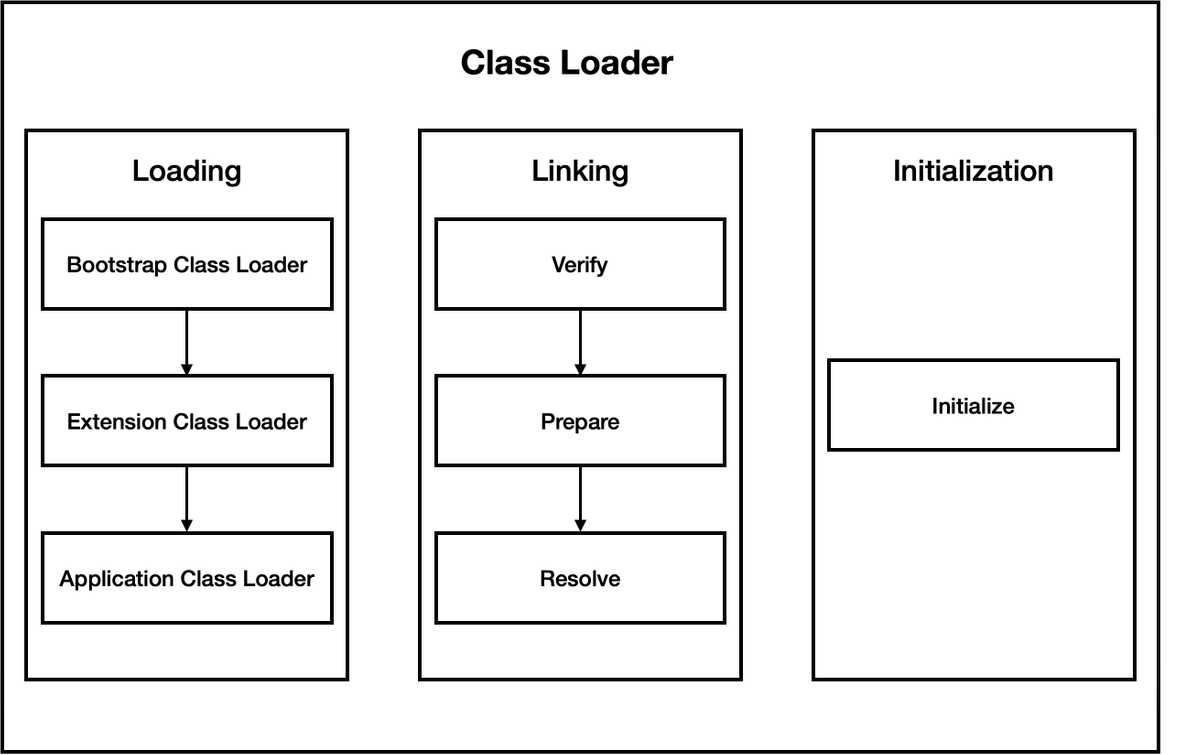 Class Loader
Loading
Bootstrap Class Loader
Extension Class Loader
Application Class Loader
Linking
Verify
Prepare
Resolve
Initialization
Initialize